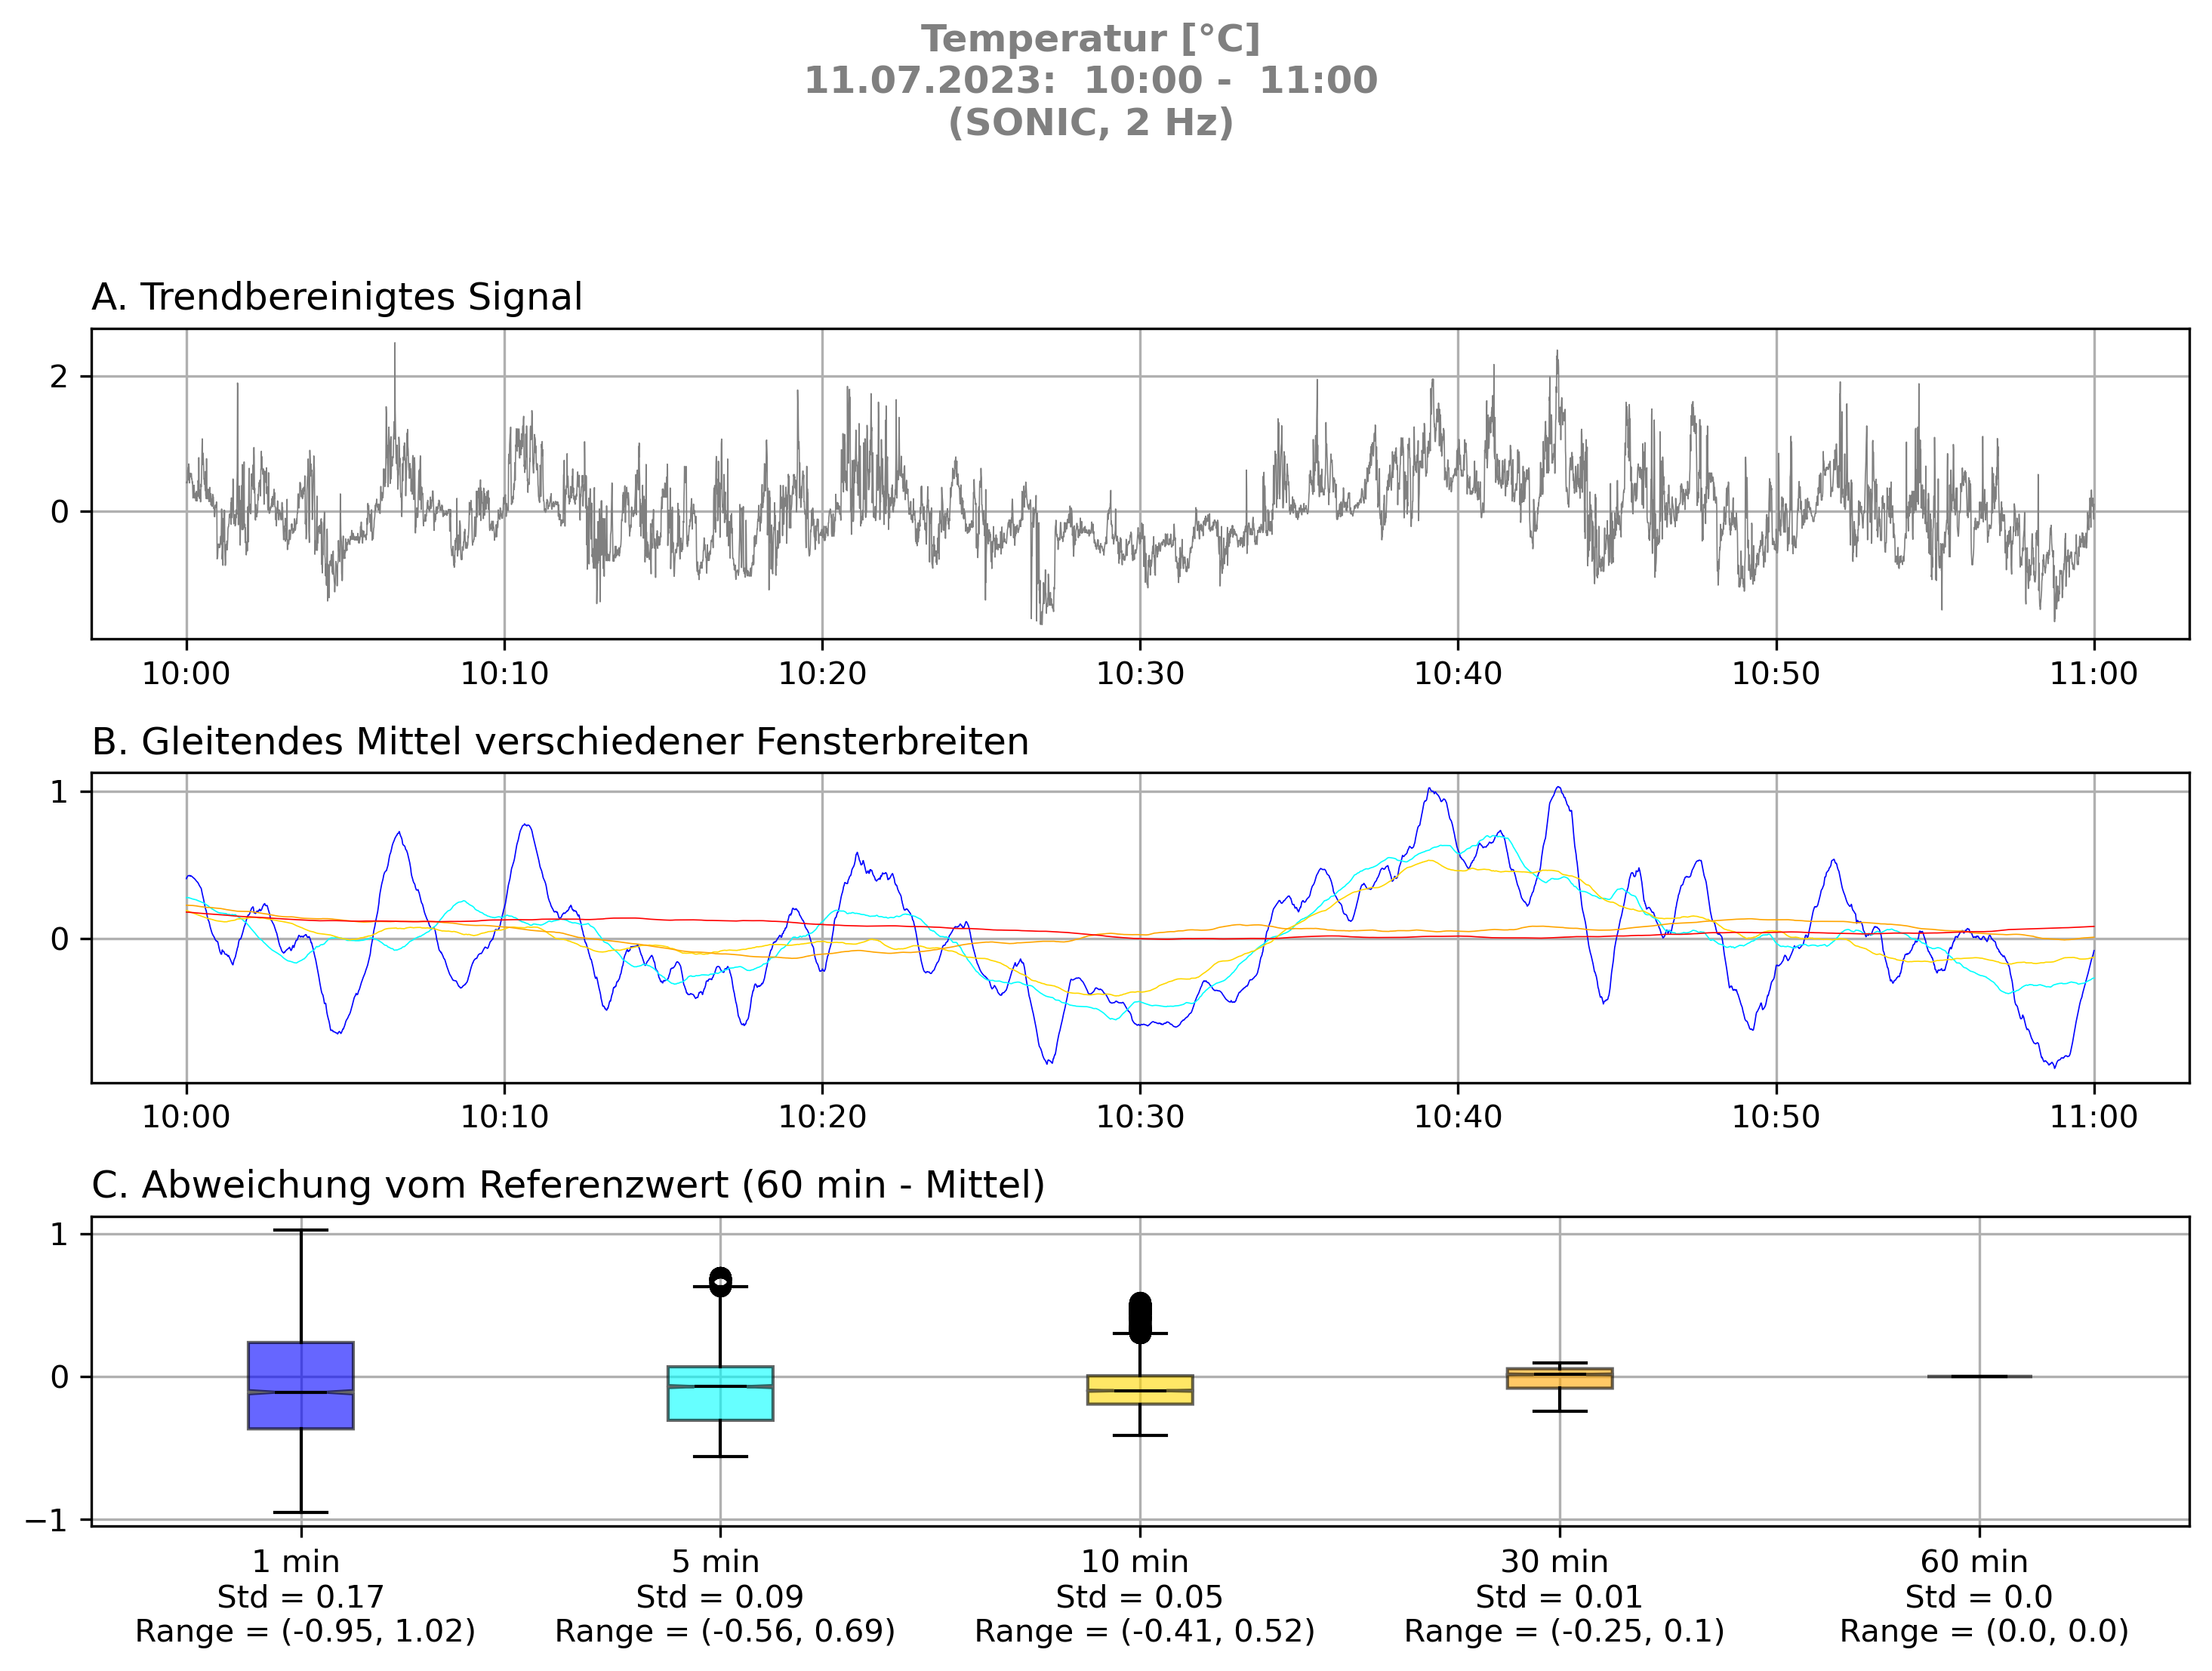 Temperatur [°C]
11.07.2023:  10:00 -  11:00
(SONIC, 2 Hz)
A. Trendbereinigtes Signal
2
0
10:00 10:10 10:20 10:30 10:40 10:50 11:00
B. Gleitendes Mittel verschiedener Fensterbreiten
1
0
10:00 10:10 10:20 10:30 10:40 10:50 11:00
C. Abweichung vom Referenzwert (60 min - Mittel)
1
0
−1
1 min 5 min 10 min 30 min 60 min
Std = 0.17 Std = 0.09 Std = 0.05 Std = 0.01 Std = 0.0
Range = (-0.95, 1.02) Range = (-0.56, 0.69) Range = (-0.41, 0.52) Range = (-0.25, 0.1) Range = (0.0, 0.0)